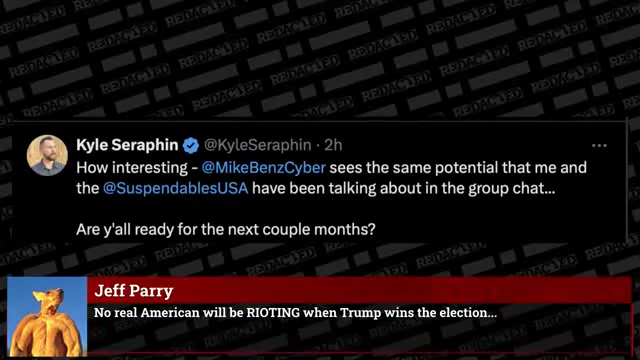 REDAC1ED
Kyle Seraphin @KyleSeraphin · 2h
How interesting - @MikeBenzCyber sees the same potential that me and
the @SuspendablesUSA have been talking about in the group chat...
Are y'all ready for the next couple months?
Jeff Parry
No real American will be RIOTING when Trump wins the election...